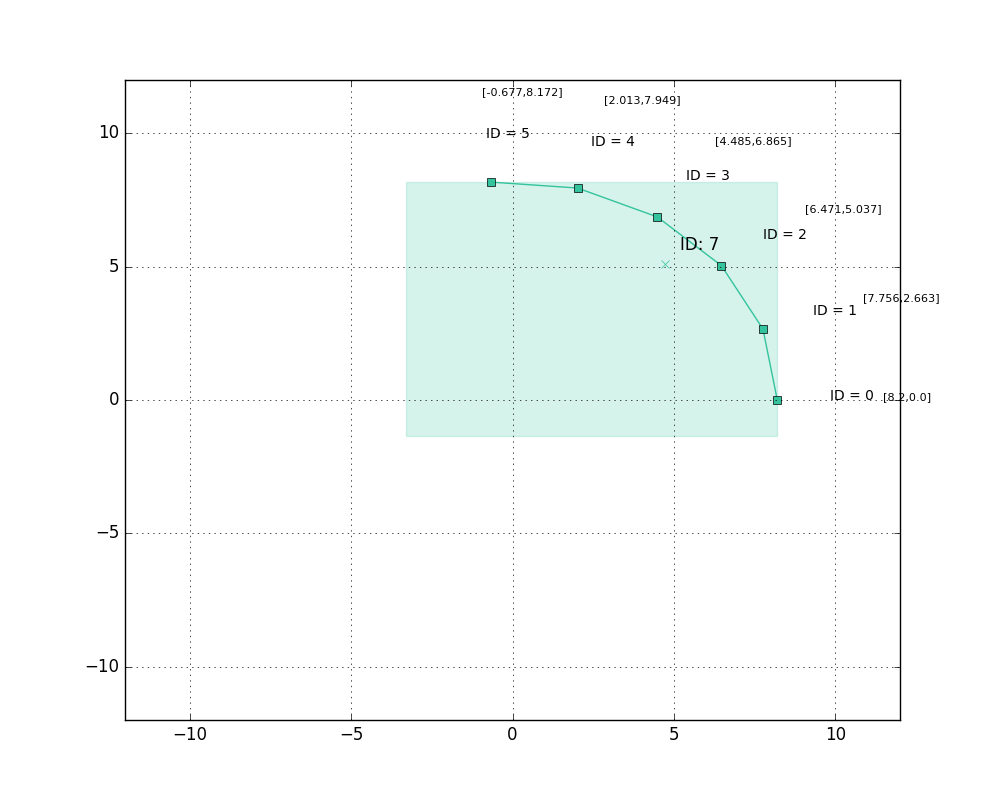 [-0.677,8.172]
[2.013,7.949]
10
ID = 5
ID = 4
[4.485,6.865]
ID = 3
[6.471,5.037]
ID = 2
ID: 7
5
[7.756,2.663]
ID = 1
0
ID = 0
[8.2,0.0]
−5
−10
−10
−5
0
5
10